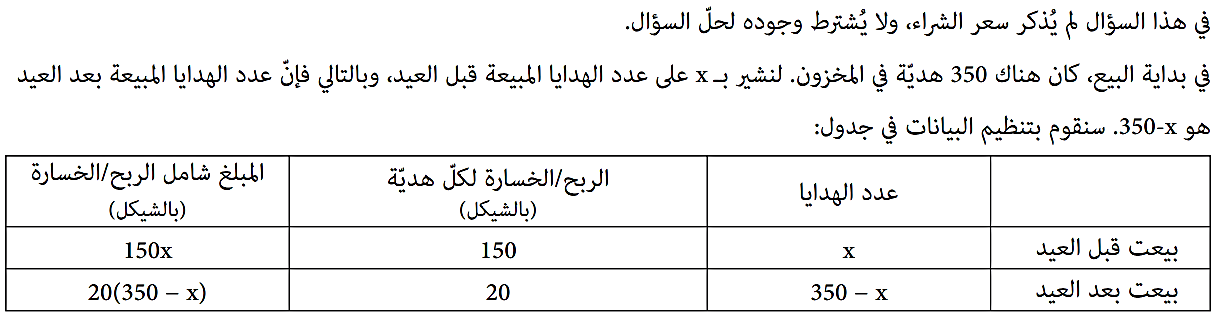 في هذا السؤال لم يُذكر سعر الشراء، ولا يُشترط وجوده لحلّ السؤال.
في بداية البيع، كان هناك 350 هديّة في المخزون. لنشير بـ x على عدد الهدايا المبيعة قبل العيد، وبالتالي فإنّ عدد الهدايا المبيعة بعد العيد
هو 350-x. سنقوم بتنظيم البيانات في جدول:
عدد الهدايا | الربح/الخسارة لكلّ هديّة (بالشيكل) | المبلغ شامل الربح/الخسارة (بالشيكل)
بيعت قبل العيد | x | 150 | 150x
بيعت بعد العيد | 350 – x | 20 | 20(350 – x)